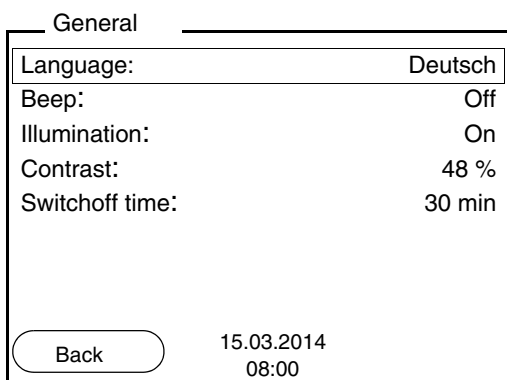 General
Language: Deutsch
Beep: Off
Illumination: On
Contrast: 48 %
Switchoff time: 30 min
Back
15.03.2014
08:00